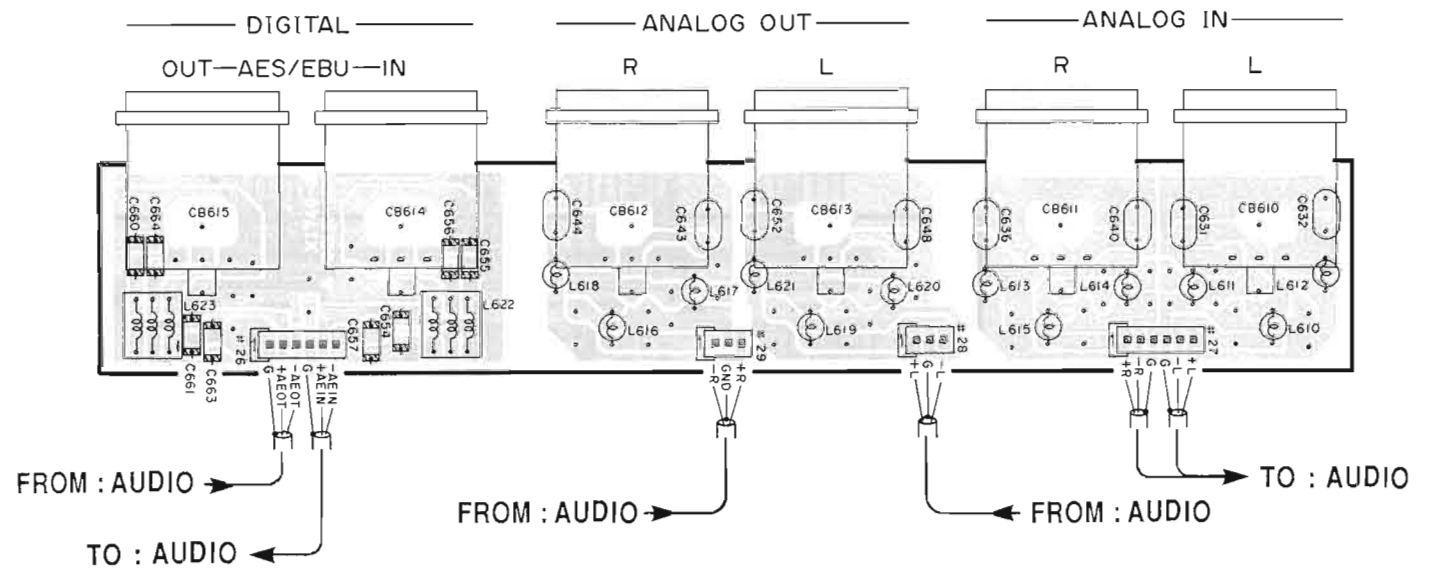 DIGITAL
ANALOG OUT
ANALOG IN
OUT—AES/EBU—IN
R
L
R
L
C660
C664
CB615
CB614
C656
C655
C644
CB612
C643
C652
CB613
C648
C636
CB611
C640
C631
CB610
C632
L618
L617
L621
L620
L613
L614
L611
L612
L623
L622
L616
L619
L615
L610
C661
C663
# 26
C657
C654
# 29
# 28
# 27
G
+AEOT
-AEOT
G
+AEIN
-AEIN
-R
GND
+R
+L
G
-L
+R
-R
G
G
-L
+L
FROM : AUDIO
TO : AUDIO
FROM : AUDIO
FROM : AUDIO
TO : AUDIO